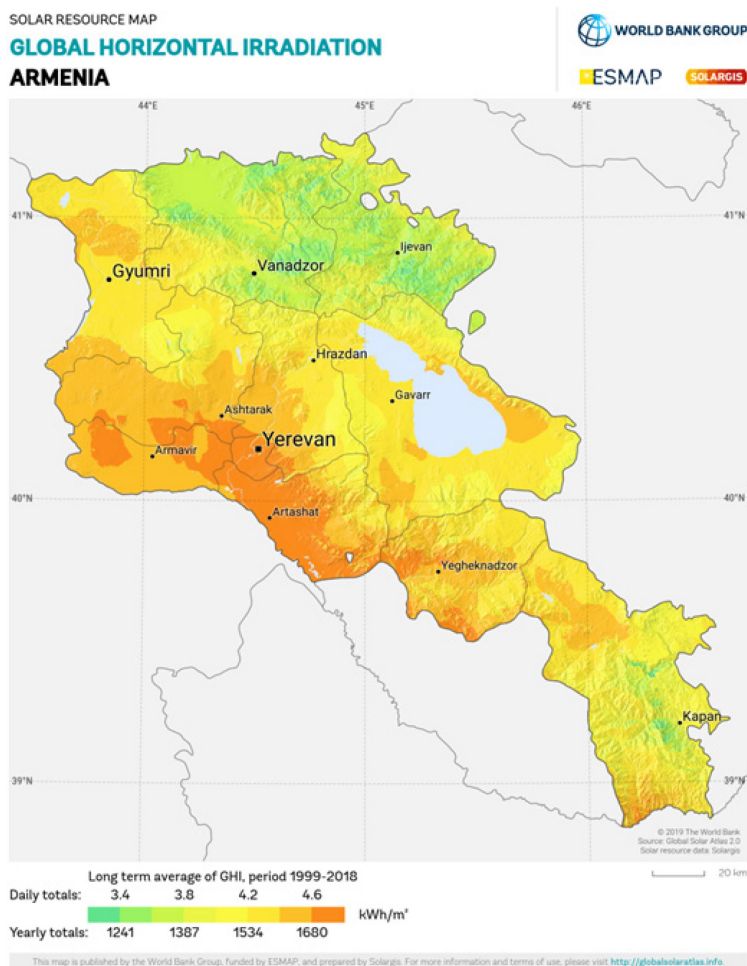 SOLAR RESOURCE MAP
GLOBAL HORIZONTAL IRRADIATION
ARMENIA
WORLD BANK GROUP
ESMAP
SOLARGIS
44°E 45°E 46°E
41°N 41°N
Ijevan
Vanadzor
Gyumri
Hrazdan
Gavarr
Ashtarak
Yerevan
Armavir
40°N 40°N
Artashat
Yegheknadzor
Kapan
39°N 39°N
© 2019 The World Bank
Source: Global Solar Atlas 2.0
Solar resource data: Solargis
20 km
Long term average of GHI, period 1999-2018
Daily totals: 3.4 3.8 4.2 4.6
kWh/m²
Yearly totals: 1241 1387 1534 1680
This map is published by the World Bank Group, funded by ESMAP, and prepared by Solargis. For more information and terms of use, please visit http://globalsolaratlas.info.